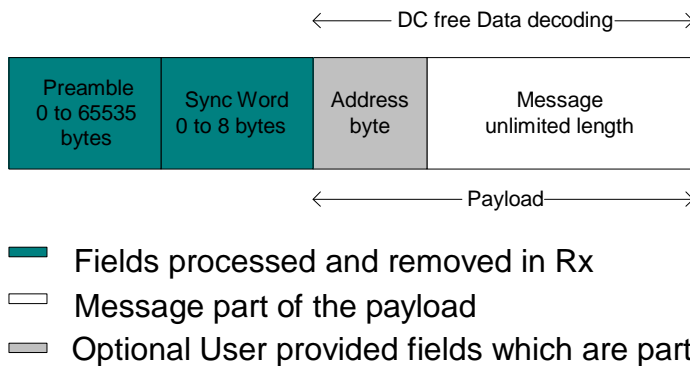 DC free Data decoding
Preamble
0 to 65535
bytes
Sync Word
0 to 8 bytes
Address
byte
Message
unlimited length
Payload
Fields processed and removed in Rx
Message part of the payload
Optional User provided fields which are part